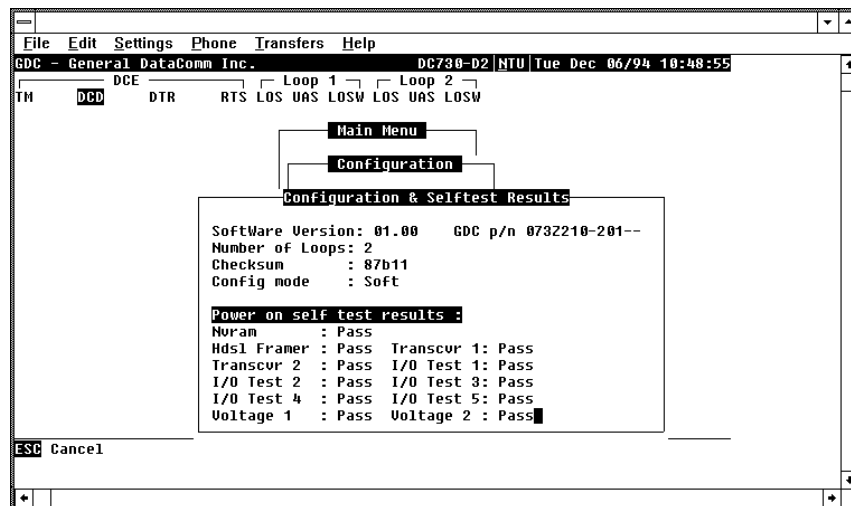 File Edit Settings Phone Transfers Help
GDC - General DataComm Inc. DC730-D2 NTU Tue Dec 06/94 10:48:55
DCE Loop 1 Loop 2
TM DCD DTR RTS LOS UAS LOSW LOS UAS LOSW
Main Menu
Configuration
Configuration & Selftest Results
SoftWare Version: 01.00 GDC p/n 073Z210-201--
Number of Loops: 2
Checksum : 87b11
Config mode : Soft
Power on self test results :
Nvram : Pass
Hdsl Framer : Pass Transcvr 1: Pass
Transcvr 2 : Pass I/O Test 1: Pass
I/O Test 2 : Pass I/O Test 3: Pass
I/O Test 4 : Pass I/O Test 5: Pass
Voltage 1 : Pass Voltage 2 : Pass
ESC Cancel